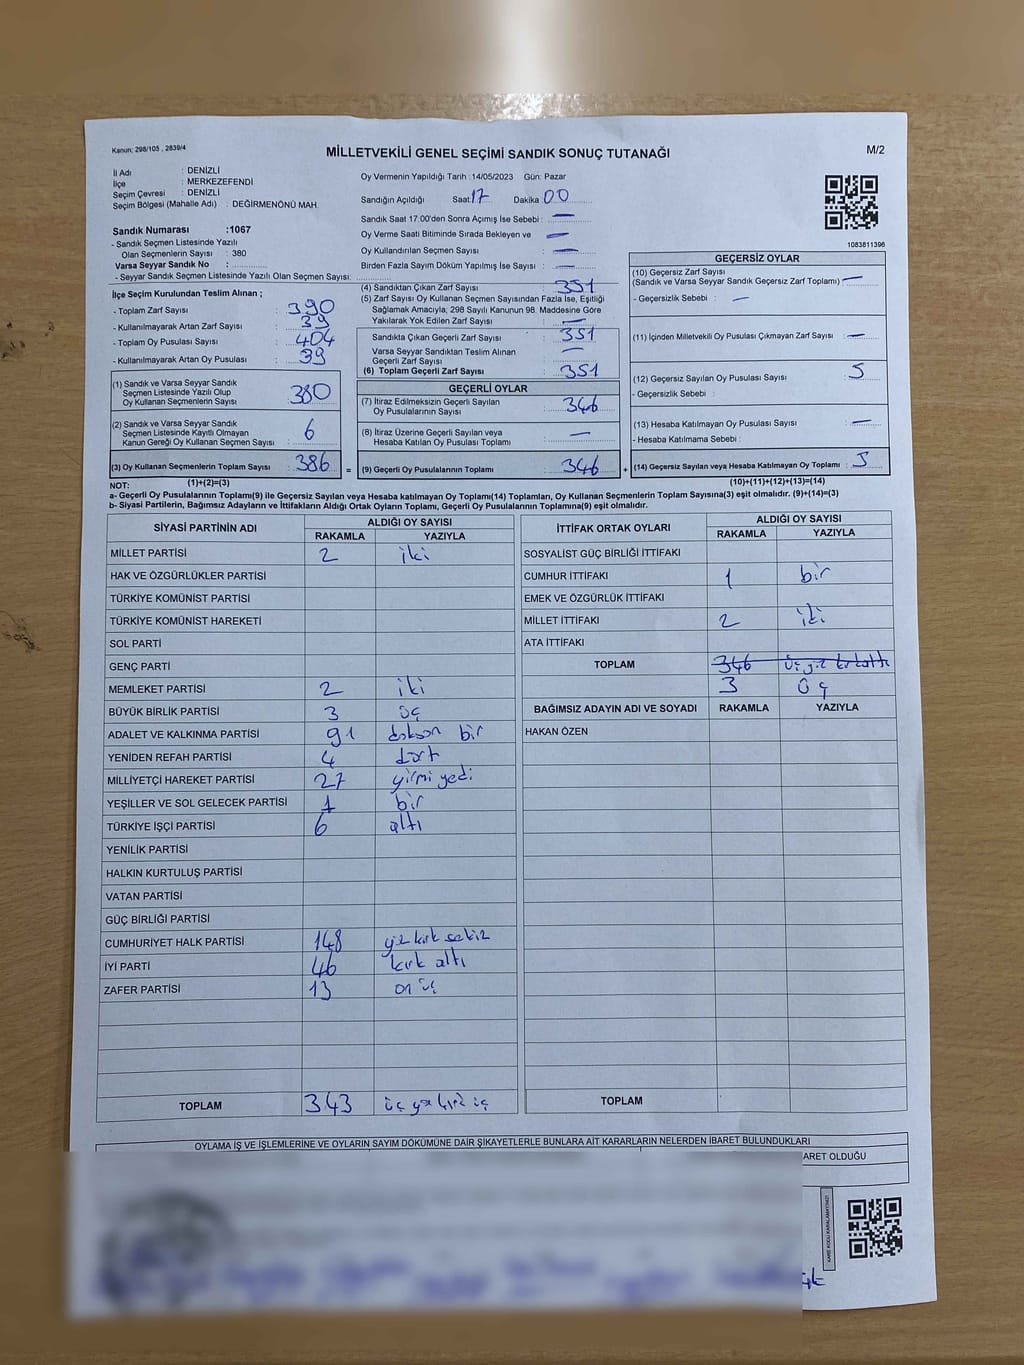 Kanun: 298/105 , 2839/4
MİLLETVEKİLİ GENEL SEÇİMİ SANDIK SONUÇ TUTANAĞI
M/2
İl Adı : DENİZLİ
İlçe : MERKEZEFENDİ
Seçim Çevresi : DENİZLİ
Seçim Bölgesi (Mahalle Adı) : DEĞİRMENÖNÜ MAH.
Oy Vermenin Yapıldığı Tarih :14/05/2023 Gün: Pazar
Sandığın Açıldığı Saat:17 Dakika 00
Sandık Saat 17:00'den Sonra Açımış İse Sebebi : —
Oy Verme Saati Bitiminde Sırada Bekleyen ve —
Oy Kullandırılan Seçmen Sayısı : —
Birden Fazla Sayım Döküm Yapılmış İse Sayısı : —
1083811396
Sandık Numarası :1067
- Sandık Seçmen Listesinde Yazılı
Olan Seçmenlerin Sayısı : 380
Varsa Seyyar Sandık No :
- Seyyar Sandık Seçmen Listesinde Yazılı Olan Seçmen Sayısı:
İlçe Seçim Kurulundan Teslim Alınan ;
- Toplam Zarf Sayısı : 390
- Kullanılmayarak Artan Zarf Sayısı : 39
- Toplam Oy Pusulası Sayısı : 404
- Kullanılmayarak Artan Oy Pusulası : 39
(1) Sandık ve Varsa Seyyar Sandık
Seçmen Listesinde Yazılı Olup
Oy Kullanan Seçmenlerin Sayısı : 380
(2) Sandık ve Varsa Seyyar Sandık
Seçmen Listesinde Kayıtlı Olmayan
Kanun Gereği Oy Kullanan Seçmen Sayısı : 6
(3) Oy Kullanan Seçmenlerin Toplam Sayısı : 386
(4) Sandıktan Çıkan Zarf Sayısı : 351
(5) Zarf Sayısı Oy Kullanan Seçmen Sayısından Fazla İse, Eşitliği
Sağlamak Amacıyla; 298 Sayılı Kanunun 98. Maddesine Göre
Yakılarak Yok Edilen Zarf Sayısı : —
Sandıkta Çıkan Geçerli Zarf Sayısı : 351
Varsa Seyyar Sandıktan Teslim Alınan
Geçerli Zarf Sayısı : —
(6) Toplam Geçerli Zarf Sayısı : 351
GEÇERLİ OYLAR
(7) İtiraz Edilmeksizin Geçerli Sayılan
Oy Pusulalarının Sayısı : 346
(8) İtiraz Üzerine Geçerli Sayılan veya
Hesaba Katılan Oy Pusulası Toplamı : —
= (9) Geçerli Oy Pusulalarının Toplamı : 346 +
GEÇERSİZ OYLAR
(10) Geçersiz Zarf Sayısı
(Sandık ve Varsa Seyyar Sandık Geçersiz Zarf Toplamı) : —
- Geçersizlik Sebebi : —
(11) İçinden Milletvekili Oy Pusulası Çıkmayan Zarf Sayısı : —
(12) Geçersiz Sayılan Oy Pusulası Sayısı : 5
- Geçersizlik Sebebi :
(13) Hesaba Katılmayan Oy Pusulası Sayısı : —
- Hesaba Katılmama Sebebi :
(14) Geçersiz Sayılan veya Hesaba Katılmayan Oy Toplamı : 5
NOT: (1)+(2)=(3) (10)+(11)+(12)+(13)=(14)
a- Geçerli Oy Pusulalarının Toplamı(9) ile Geçersiz Sayılan veya Hesaba katılmayan Oy Toplamı(14) Toplamları, Oy Kullanan Seçmenlerin Toplam Sayısına(3) eşit olmalıdır. (9)+(14)=(3)
b- Siyasi Partilerin, Bağımsız Adayların ve İttifakların Aldığı Ortak Oyların Toplamı, Geçerli Oy Pusulalarının Toplamına(9) eşit olmalıdır.
SİYASİ PARTİNİN ADI ALDIĞI OY SAYISI
RAKAMLA YAZIYLA
MİLLET PARTİSİ 2 iki
HAK VE ÖZGÜRLÜKLER PARTİSİ
TÜRKİYE KOMÜNİST PARTİSİ
TÜRKİYE KOMÜNİST HAREKETİ
SOL PARTİ
GENÇ PARTİ
MEMLEKET PARTİSİ 2 iki
BÜYÜK BİRLİK PARTİSİ 3 üç
ADALET VE KALKINMA PARTİSİ 91 doksan bir
YENİDEN REFAH PARTİSİ 4 dört
MİLLİYETÇİ HAREKET PARTİSİ 27 yirmi yedi
YEŞİLLER VE SOL GELECEK PARTİSİ 1 bir
TÜRKİYE İŞÇİ PARTİSİ 6 altı
YENİLİK PARTİSİ
HALKIN KURTULUŞ PARTİSİ
VATAN PARTİSİ
GÜÇ BİRLİĞİ PARTİSİ
CUMHURİYET HALK PARTİSİ 148 yüz kırk sekiz
İYİ PARTİ 46 kırk altı
ZAFER PARTİSİ 13 on üç
TOPLAM 343 üç yüz kırk üç
İTTİFAK ORTAK OYLARI ALDIĞI OY SAYISI
RAKAMLA YAZIYLA
SOSYALİST GÜÇ BİRLİĞİ İTTİFAKI
CUMHUR İTTİFAKI 1 bir
EMEK VE ÖZGÜRLÜK İTTİFAKI
MİLLET İTTİFAKI 2 iki
ATA İTTİFAKI
TOPLAM 346 üç yüz kırk altı
3 üç
BAĞIMSIZ ADAYIN ADI VE SOYADI RAKAMLA YAZIYLA
HAKAN ÖZEN
TOPLAM
OYLAMA İŞ VE İŞLEMLERİNE VE OYLARIN SAYIM DÖKÜMÜNE DAİR ŞİKAYETLERLE BUNLARA AİT KARARLARIN NELERDEN İBARET BULUNDUKLARI
ARET OLDUĞU
KARE KODU KARALAMAYINIZ!